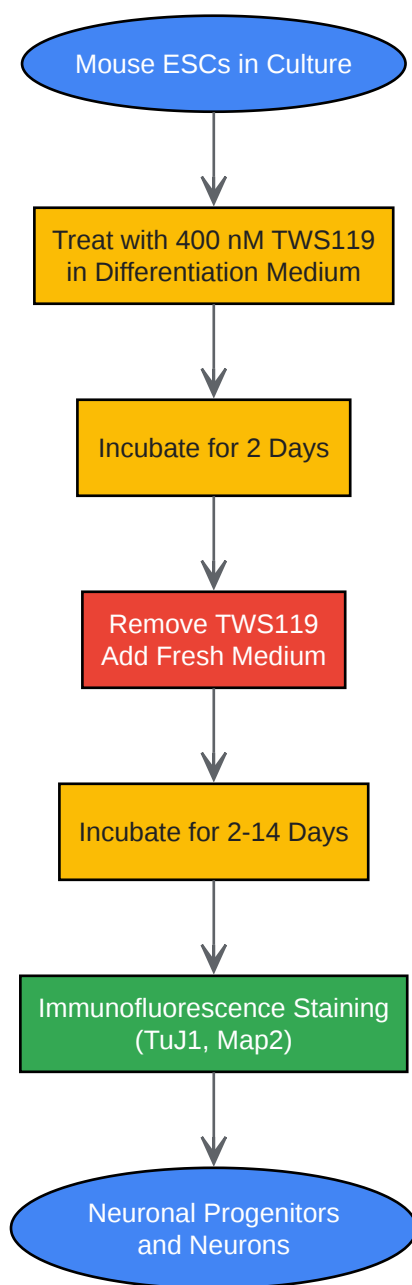 Mouse ESCs in Culture
Treat with 400 nM TWS119
in Differentiation Medium
Incubate for 2 Days
Remove TWS119
Add Fresh Medium
Incubate for 2-14 Days
Immunofluorescence Staining
(TuJ1, Map2)
Neuronal Progenitors
and Neurons